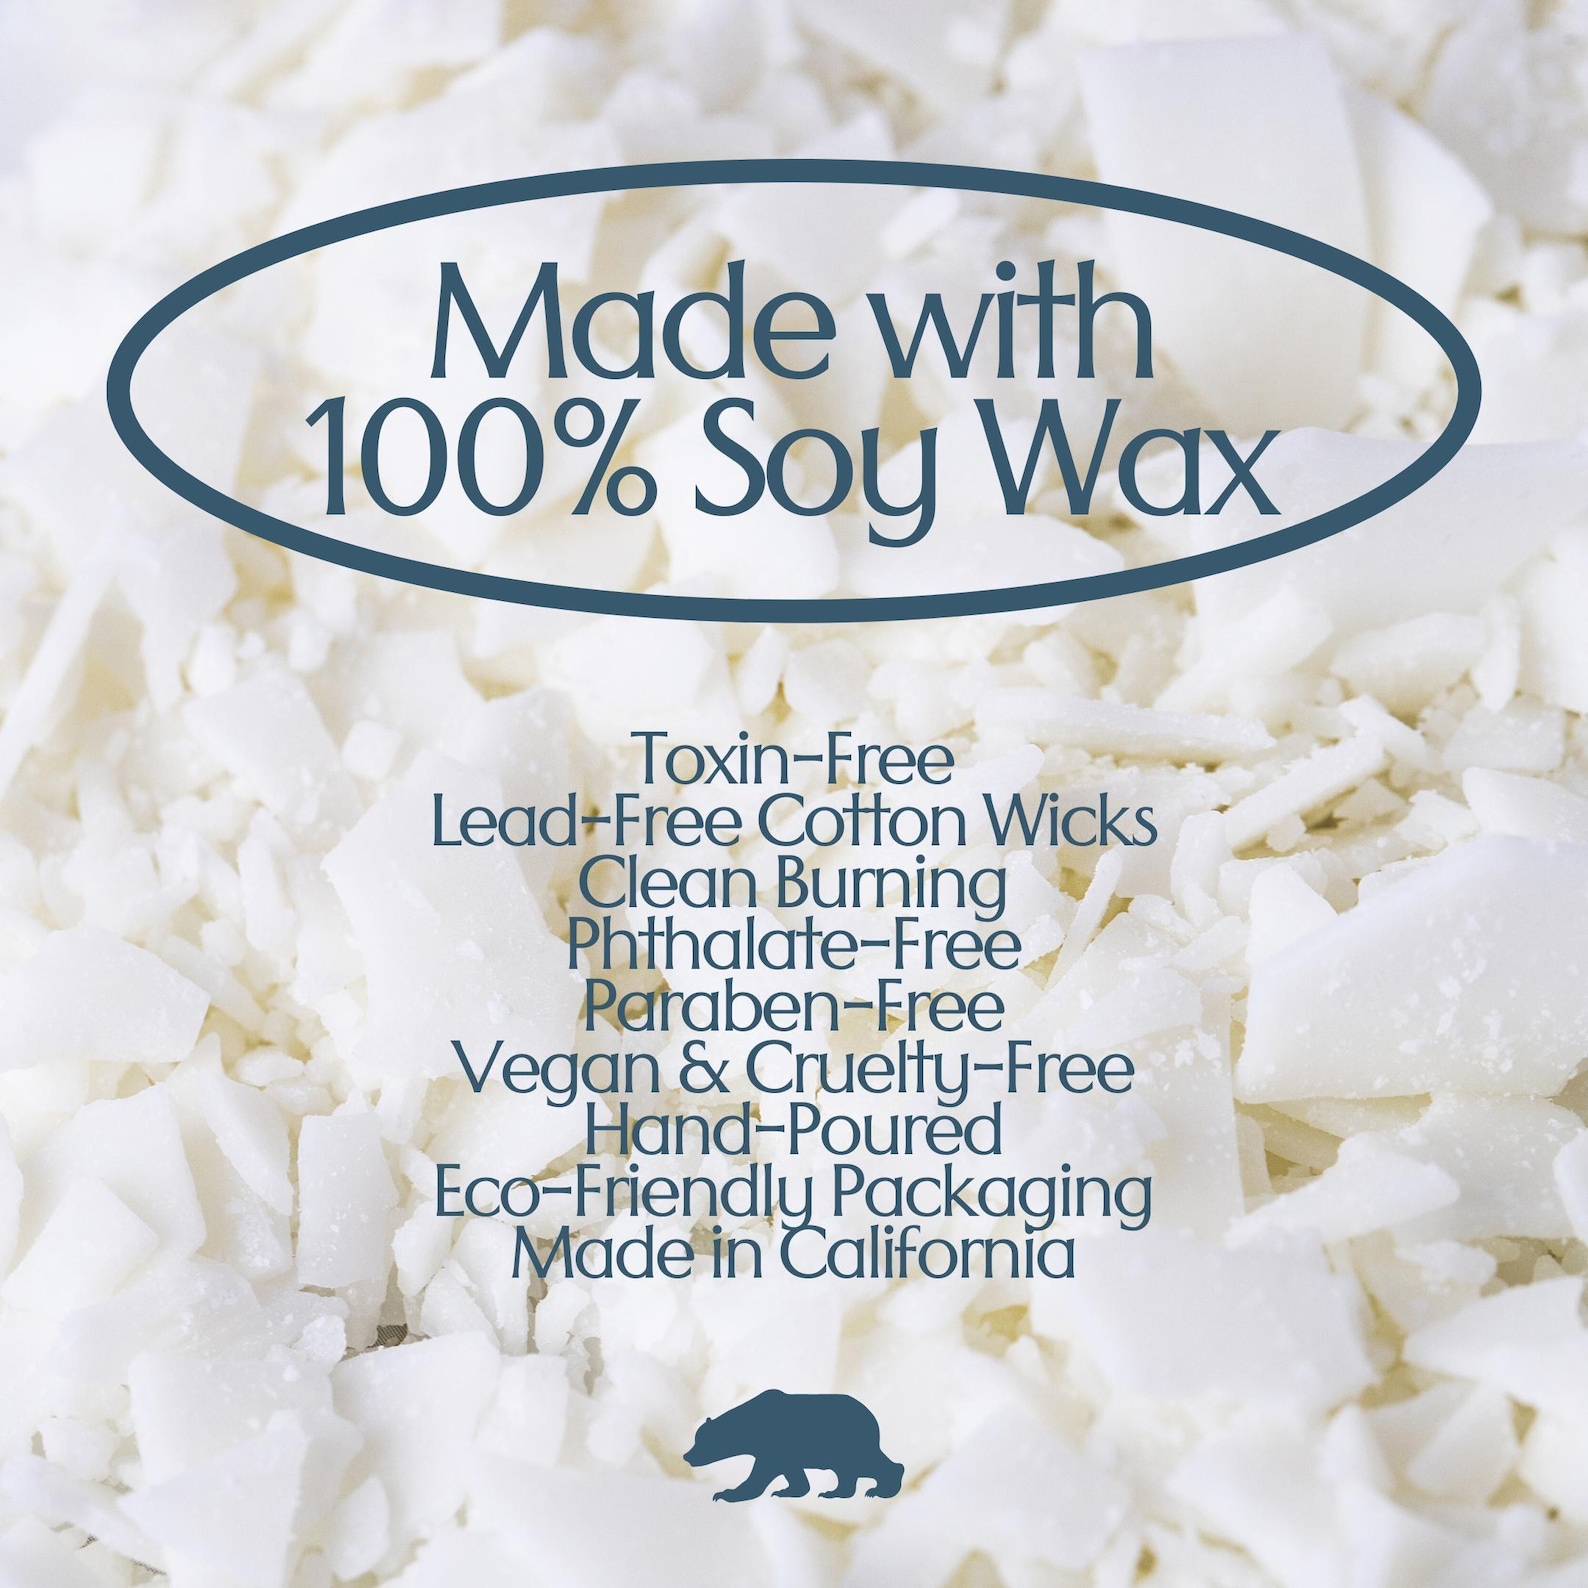 Made with
100% Soy Wax
Toxin-Free
Lead-Free Cotton Wicks
Clean Burning
Phthalate-Free
Paraben-Free
Vegan & Cruelty-Free
Hand-Poured
Eco-Friendly Packaging
Made in California